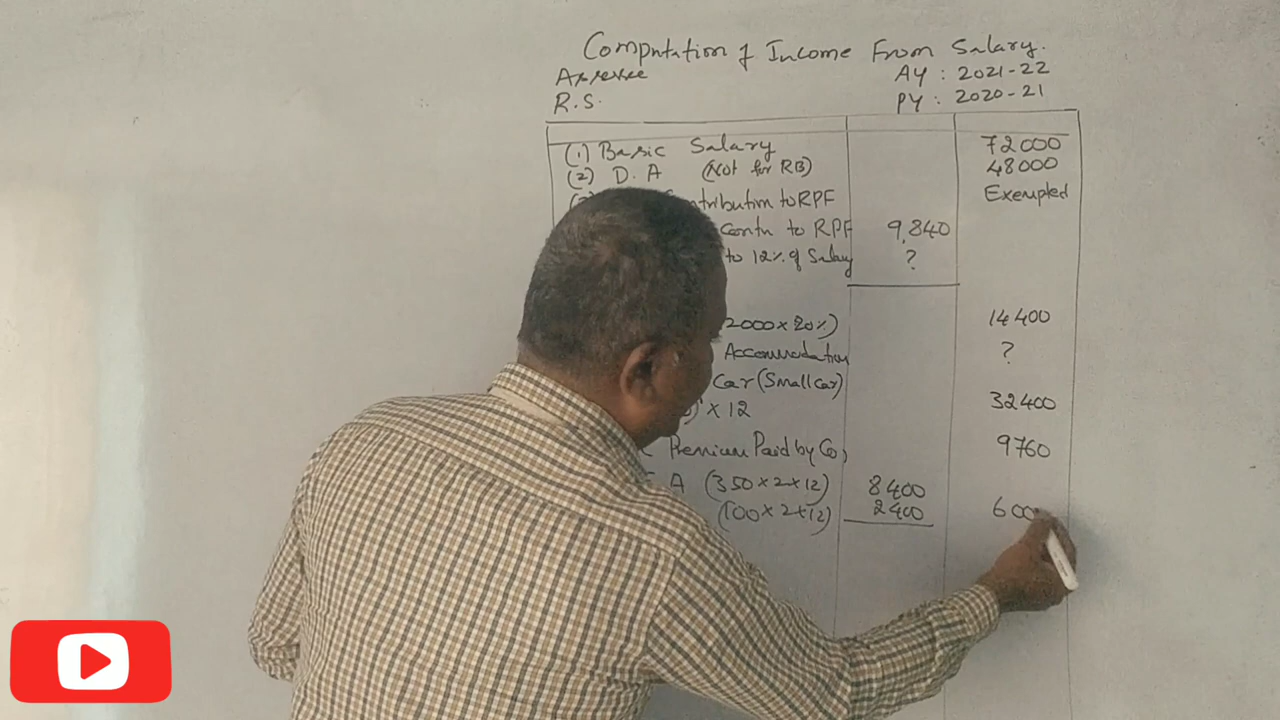 Computation of Income From Salary.
Assessee AY : 2021-22
R.S. PY : 2020-21
(1) Basic Salary 72000
(2) D.A (Not for RB) 48000
to RPF Exempted
Contn to RPF 9,840
to 12% of Salary ?
2000 x 20%) 14400
Accommodation ?
Car (Small Car)
x 12 32400
Premium Paid by Co, 9760
A (350 x 2 x 12) 8400
(100 x 2 x 12) 2400 600